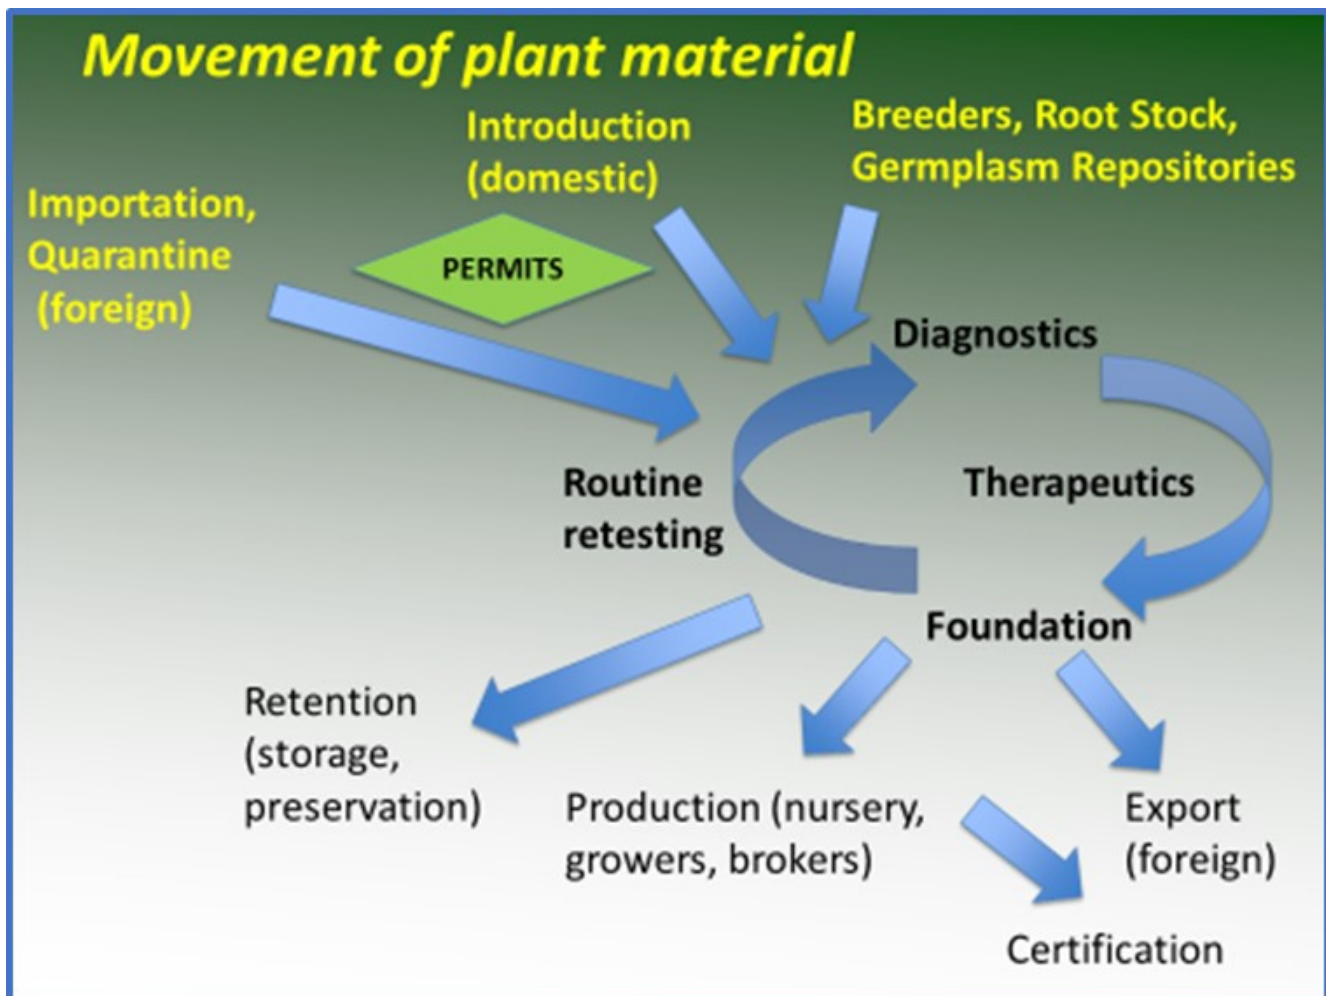 Movement of plant material
Introduction
(domestic)
Breeders, Root Stock,
Germplasm Repositories
Importation,
Quarantine
(foreign)
PERMITS
Diagnostics
Routine
retesting
Therapeutics
Foundation
Retention
(storage,
preservation)
Production (nursery,
growers, brokers)
Export
(foreign)
Certification